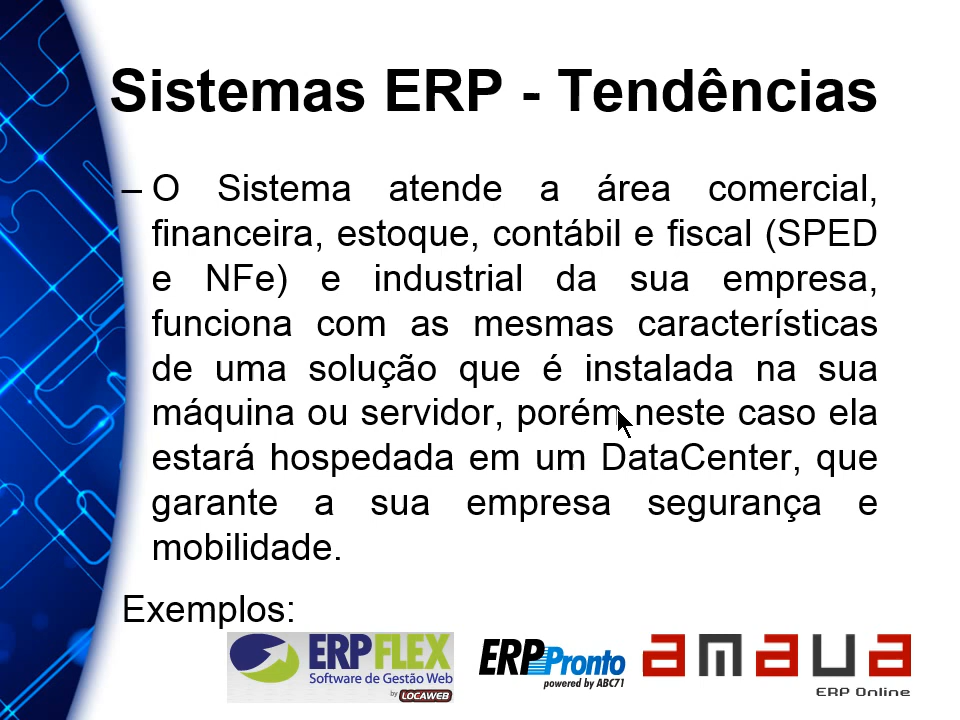 Sistemas ERP - Tendências
– O Sistema atende a área comercial,
financeira, estoque, contábil e fiscal (SPED
e NFe) e industrial da sua empresa,
funciona com as mesmas características
de uma solução que é instalada na sua
máquina ou servidor, porém neste caso ela
estará hospedada em um DataCenter, que
garante a sua empresa segurança e
mobilidade.
Exemplos:
ERPFLEX
Software de Gestão Web
by LOCAWEB
ERP Pronto
powered by ABC71
amaua
ERP Online